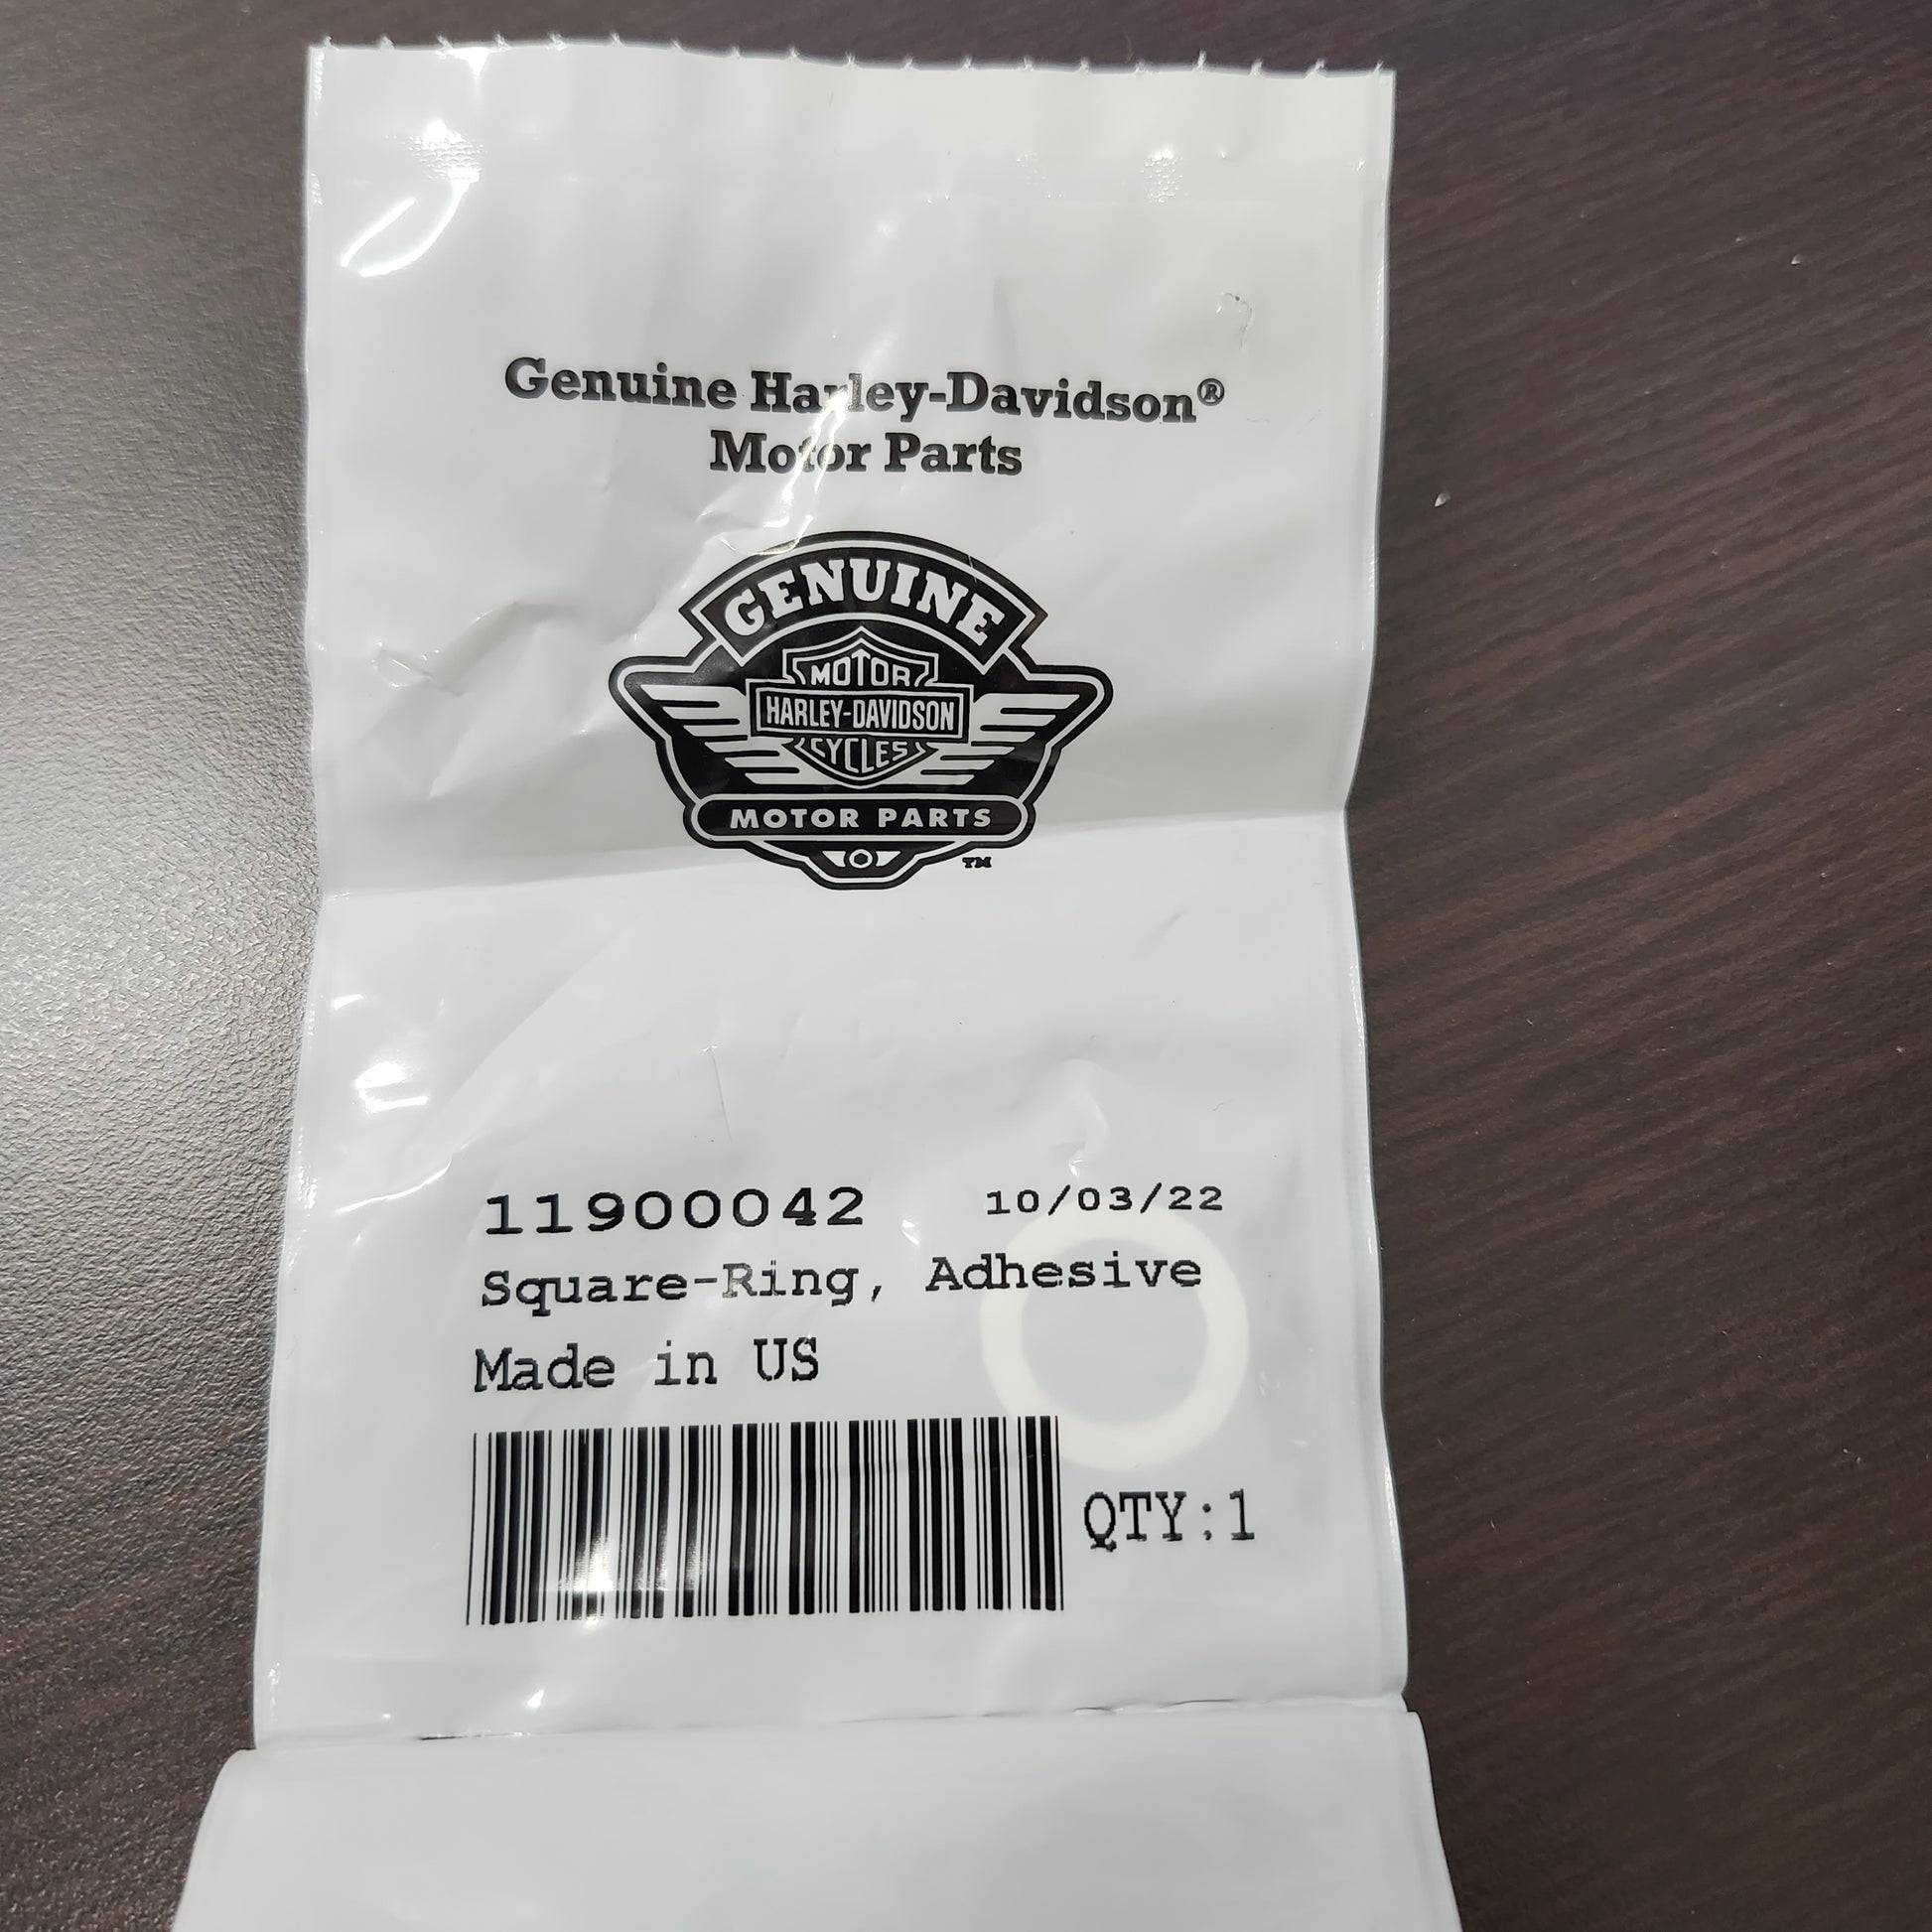 Genuine Harley-Davidson®
Motor Parts
GENUINE
MOTOR
HARLEY-DAVIDSON
CYCLES
MOTOR PARTS
TM
11900042 10/03/22
Square-Ring, Adhesive
Made in US
QTY:1